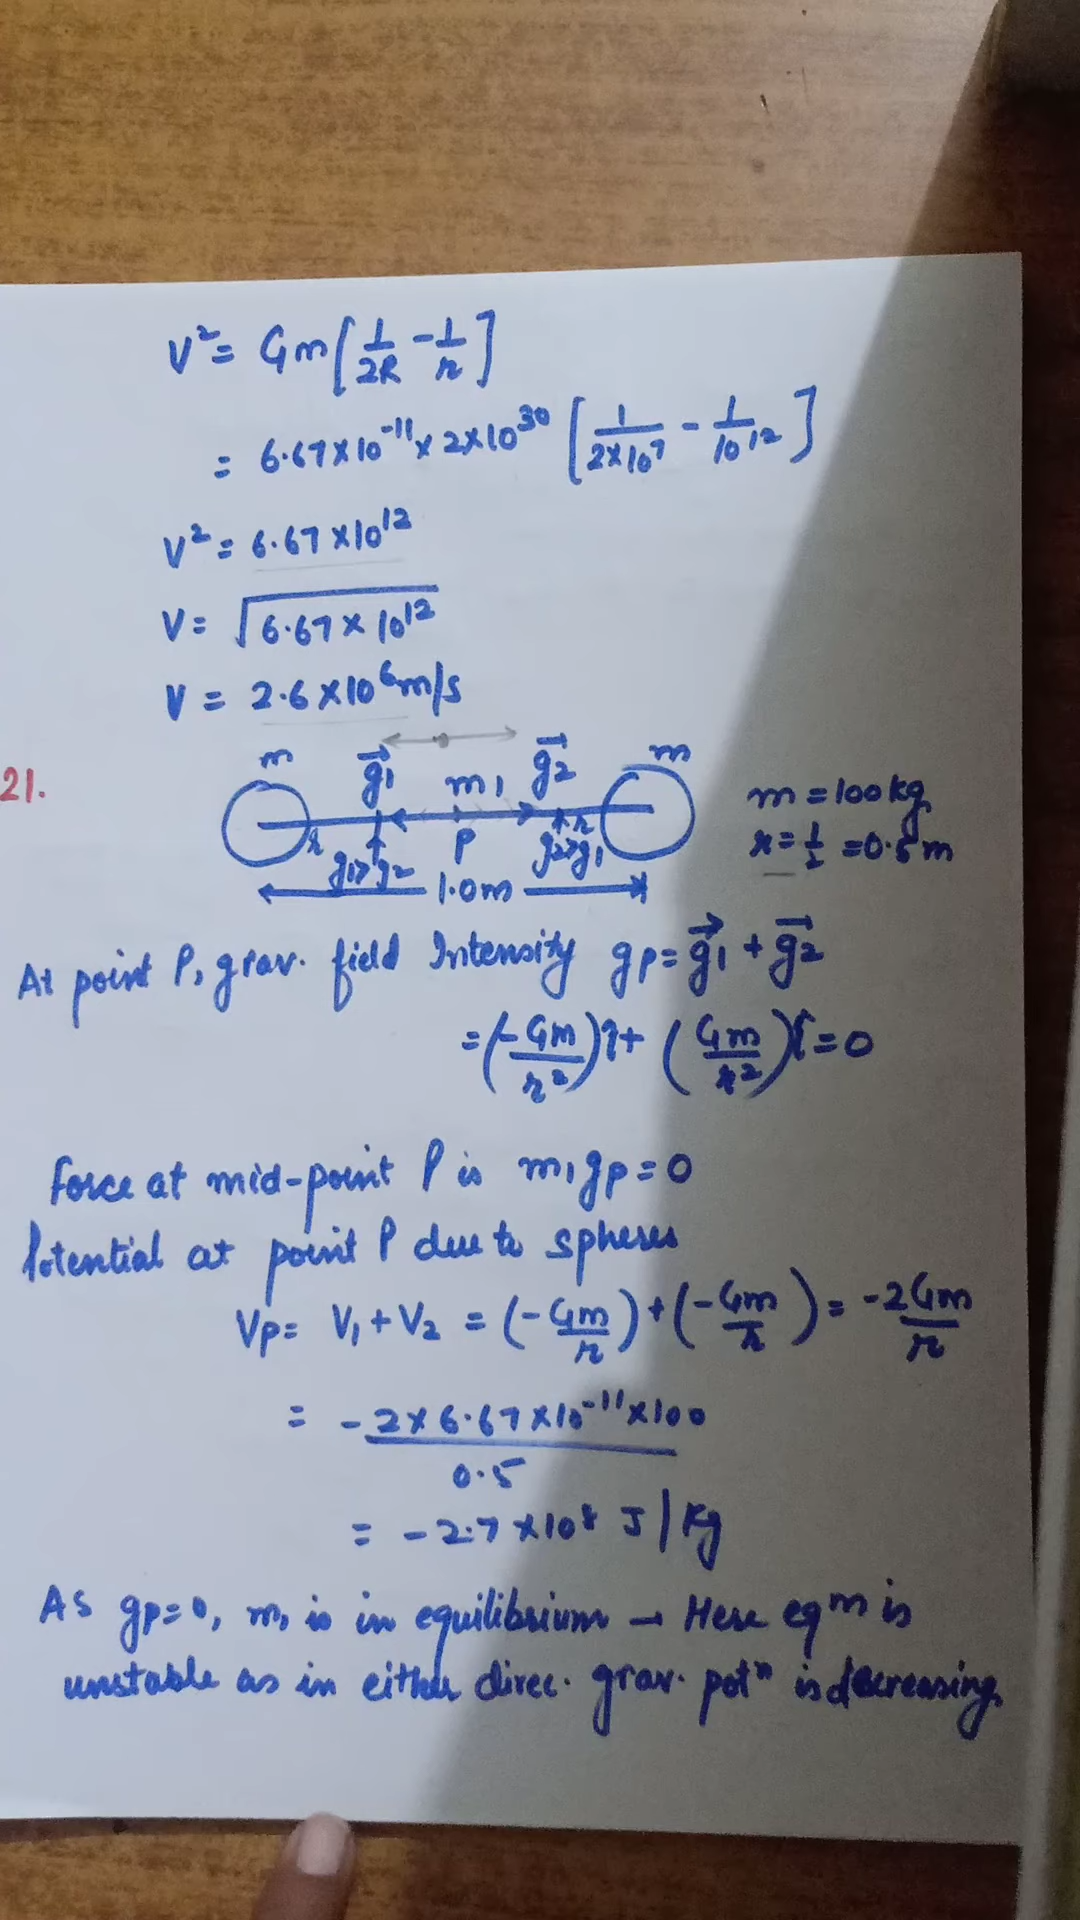 V² = Gm[1/2R - 1/r]
= 6.67×10⁻¹¹ × 2×10³⁰ [1/2×10⁷ - 1/10¹²]
V² = 6.67 ×10¹²
V = √6.67 × 10¹²
V = 2.6 ×10⁶ m/s
21.
m g⃗₁ m₁ g⃗₂ m
m = 100 kg
r = 1/2 = 0.5 m
r P r
g₁>g₂ g₂>g₁
1.0m
At point P, grav. field Intensity gp = g⃗₁ + g⃗₂
= (-Gm/r²) î + (Gm/r²) î = 0
Force at mid-point P is m₁gp = 0
Potential at point P due to spheres
Vp = V₁ + V₂ = (-Gm/r) + (-Gm/r) = -2Gm/r
= -2×6.67×10⁻¹¹×100/0.5
= -2.7 ×10⁸ J/Kg
As gp=0, m₁ is in equilibrium - Here eqᵐ is
unstable as in either direc. grav. potⁿ is decreasing